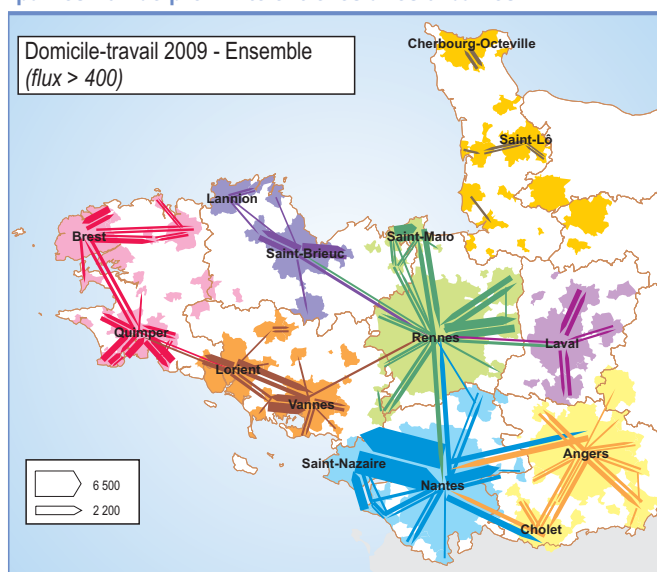 Domicile-travail 2009 - Ensemble
(flux > 400)
Cherbourg-Octeville
Saint-Lô
Lannion
Brest
Saint-Malo
Saint-Brieuc
Quimper
Rennes
Laval
Lorient
Vannes
Saint-Nazaire
Angers
Nantes
Cholet
6 500
2 200